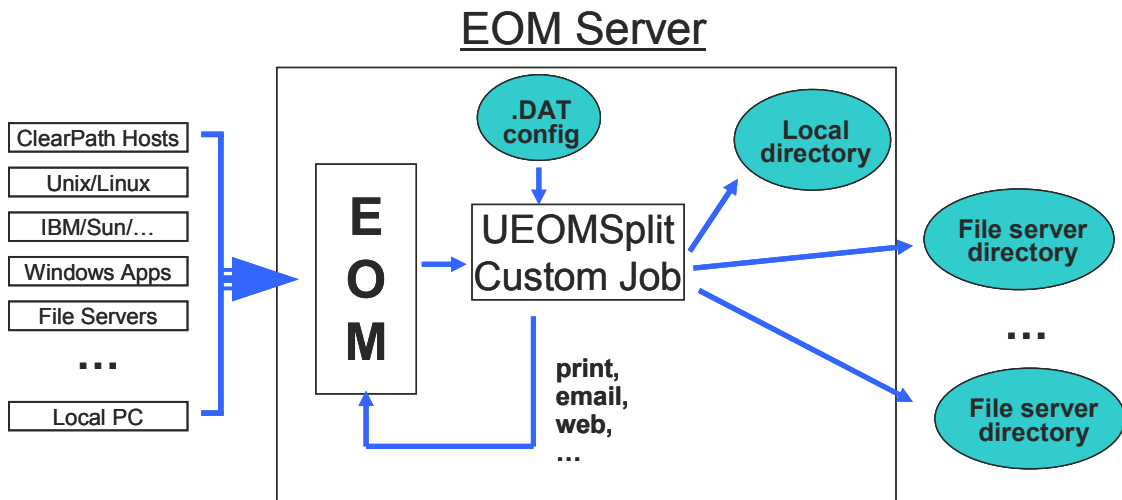 EOM Server
ClearPath Hosts
Unix/Linux
IBM/Sun/…
Windows Apps
File Servers
…
Local PC
E
O
M
.DAT
config
UEOMSplit
Custom Job
print,
email,
web,
…
Local
directory
File server
directory
…
File server
directory